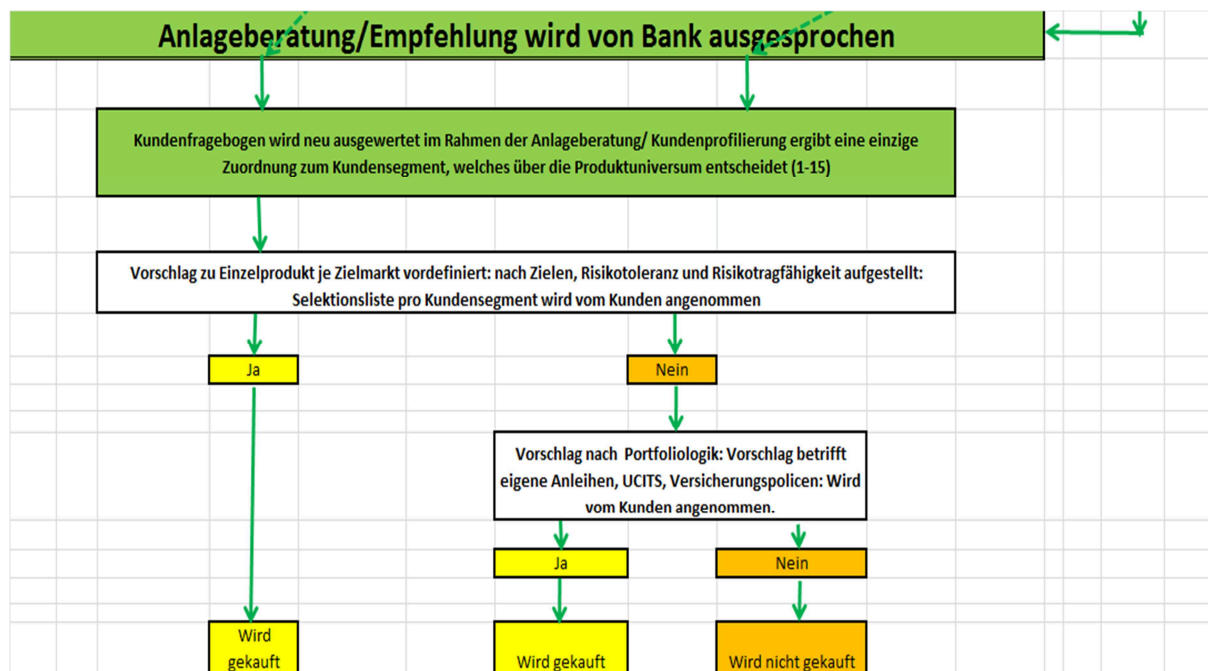 Anlageberatung/Empfehlung wird von Bank ausgesprochen
Kundenfragebogen wird neu ausgewertet im Rahmen der Anlageberatung/ Kundenprofilierung ergibt eine einzige
Zuordnung zum Kundensegment, welches über die Produktuniversum entscheidet (1-15)
Vorschlag zu Einzelprodukt je Zielmarkt vordefiniert: nach Zielen, Risikotoleranz und Risikotragfähigkeit aufgestellt:
Selektionsliste pro Kundensegment wird vom Kunden angenommen
Ja
Nein
Vorschlag nach Portfoliologik: Vorschlag betrifft
eigene Anleihen, UCITS, Versicherungspolicen: Wird
vom Kunden angenommen.
Ja
Nein
Wird
gekauft
Wird gekauft
Wird nicht gekauft